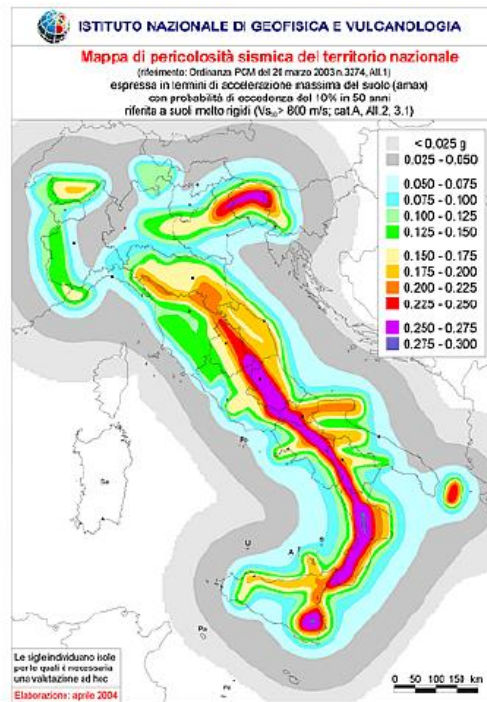 ISTITUTO NAZIONALE DI GEOFISICA E VULCANOLOGIA
Mappa di pericolosità sismica del territorio nazionale
(riferimento: Ordinanza PCM del 20 marzo 2003 n.3274, All.1)
espressa in termini di accelerazione massima del suolo (amax)
con probabilità di eccedenza del 10% in 50 anni
riferita a suoli molto rigidi (Vs₃₀> 800 m/s; cat.A, All.2, 3.1)
< 0.025 g
0.025 - 0.050
0.050 - 0.075
0.075 - 0.100
0.100 - 0.125
0.125 - 0.150
0.150 - 0.175
0.175 - 0.200
0.200 - 0.225
0.225 - 0.250
0.250 - 0.275
0.275 - 0.300
Sa
U
A
e
Pa
Le sigle individuano isole
per le quali è necessaria
una valutazione ad hoc
Elaborazione: aprile 2004
0 50 100 150 km